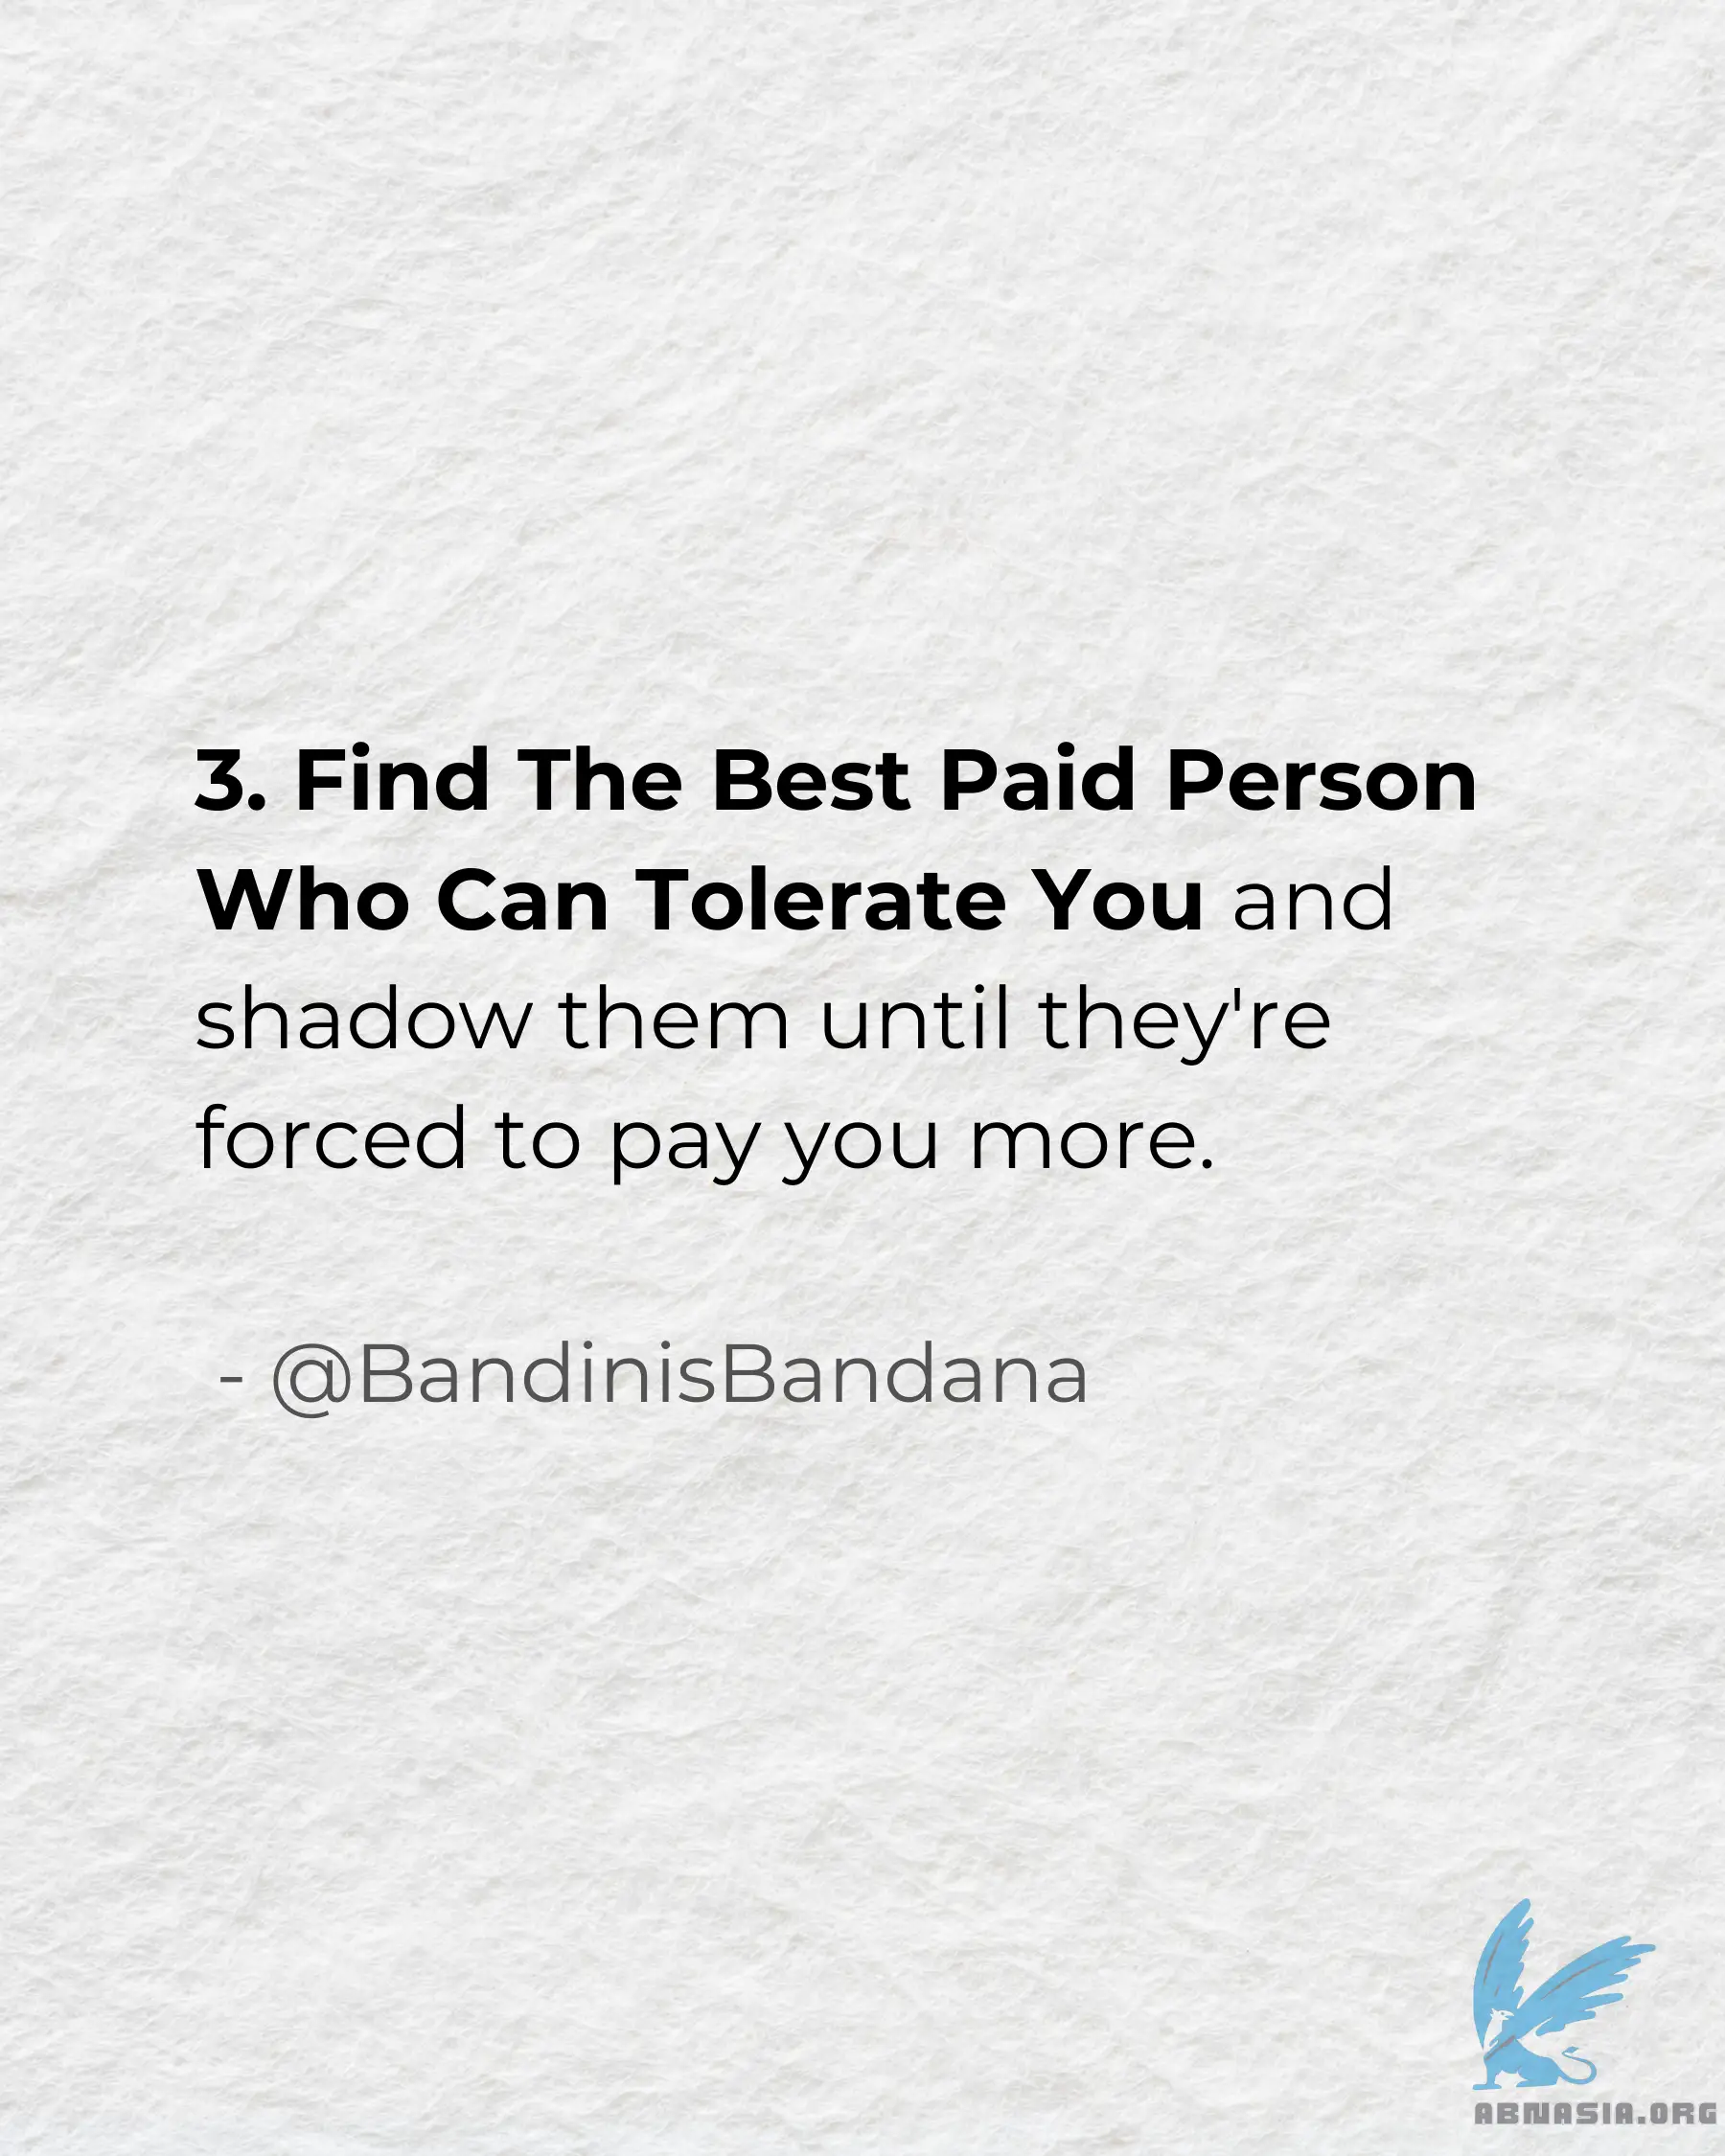 3. Find The Best Paid Person
Who Can Tolerate You and
shadow them until they're
forced to pay you more.
- @BandinisBandana
ABNASIA.ORG